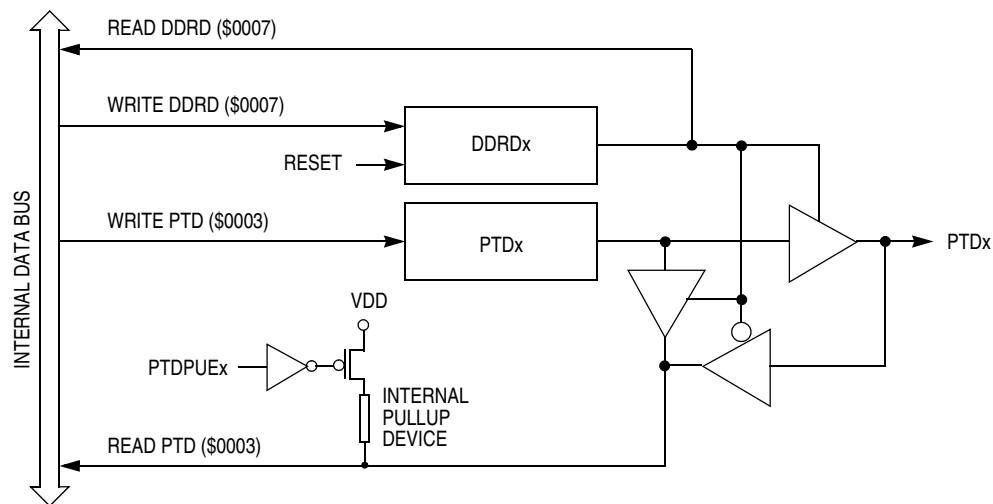 READ DDRD ($0007)
WRITE DDRD ($0007)
DDRDx
RESET
WRITE PTD ($0003)
PTDx
PTDx
INTERNAL DATA BUS
VDD
PTDPUEx
INTERNAL
PULLUP
DEVICE
READ PTD ($0003)